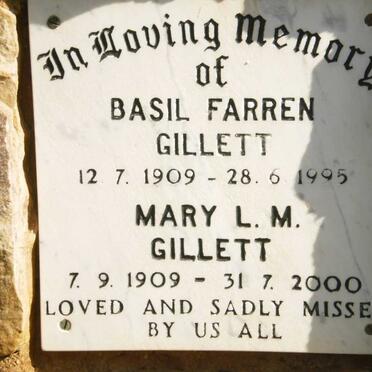 In Loving Memory
of
BASIL FARREN
GILLETT
12 7. 1909 - 28. 6 1995
MARY L. M.
GILLETT
7. 9. 1909 - 31 7. 2000
LOVED AND SADLY MISSE
BY US ALL